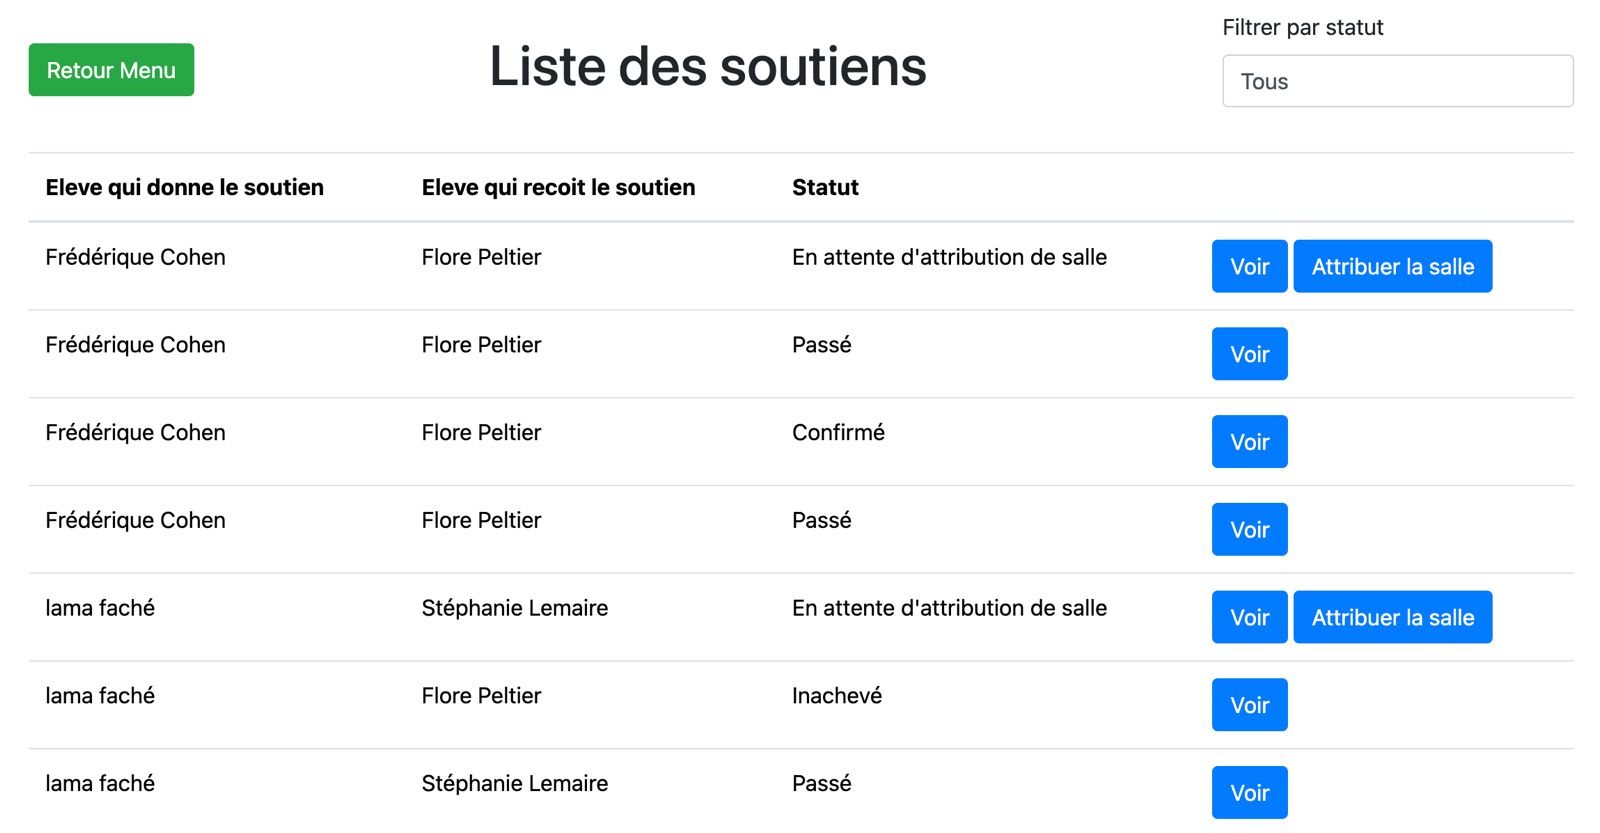 Retour Menu
Liste des soutiens
Filtrer par statut
Tous
Eleve qui donne le soutien Eleve qui recoit le soutien Statut
Frédérique Cohen Flore Peltier En attente d'attribution de salle Voir Attribuer la salle
Frédérique Cohen Flore Peltier Passé Voir
Frédérique Cohen Flore Peltier Confirmé Voir
Frédérique Cohen Flore Peltier Passé Voir
lama faché Stéphanie Lemaire En attente d'attribution de salle Voir Attribuer la salle
lama faché Flore Peltier Inachevé Voir
lama faché Stéphanie Lemaire Passé Voir